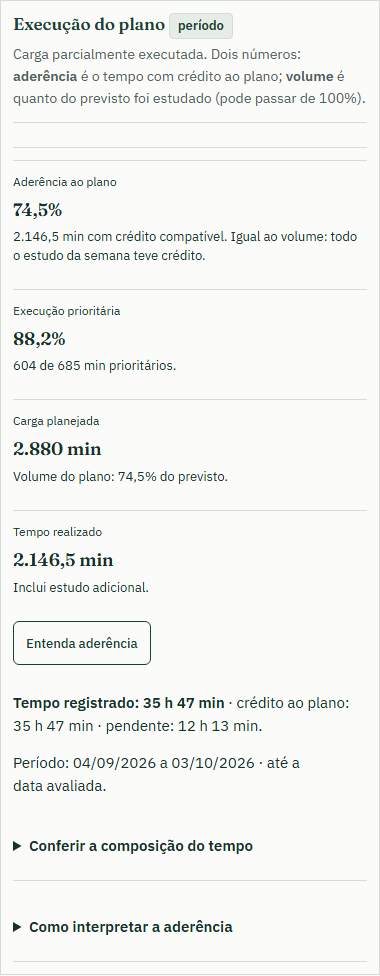 Execução do plano período
Carga parcialmente executada. Dois números:
aderência é o tempo com crédito ao plano; volume é
quanto do previsto foi estudado (pode passar de 100%).
Aderência ao plano
74,5%
2.146,5 min com crédito compatível. Igual ao volume: todo
o estudo da semana teve crédito.
Execução prioritária
88,2%
604 de 685 min prioritários.
Carga planejada
2.880 min
Volume do plano: 74,5% do previsto.
Tempo realizado
2.146,5 min
Inclui estudo adicional.
Entenda aderência
Tempo registrado: 35 h 47 min · crédito ao plano:
35 h 47 min · pendente: 12 h 13 min.
Período: 04/09/2026 a 03/10/2026 · até a
data avaliada.
Conferir a composição do tempo
Como interpretar a aderência